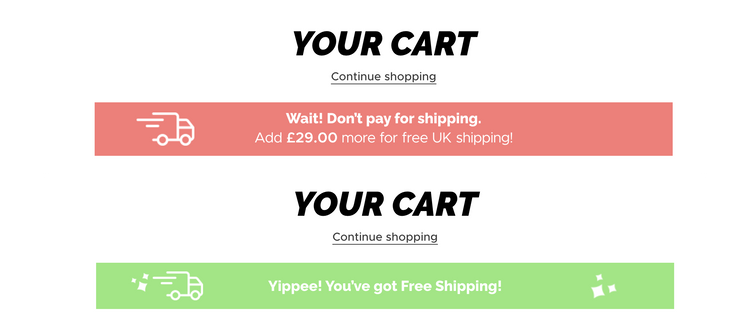 YOUR CART
Continue shopping
Wait! Don't pay for shipping.
Add £29.00 more for free UK shipping!
YOUR CART
Continue shopping
Yippee! You've got Free Shipping!